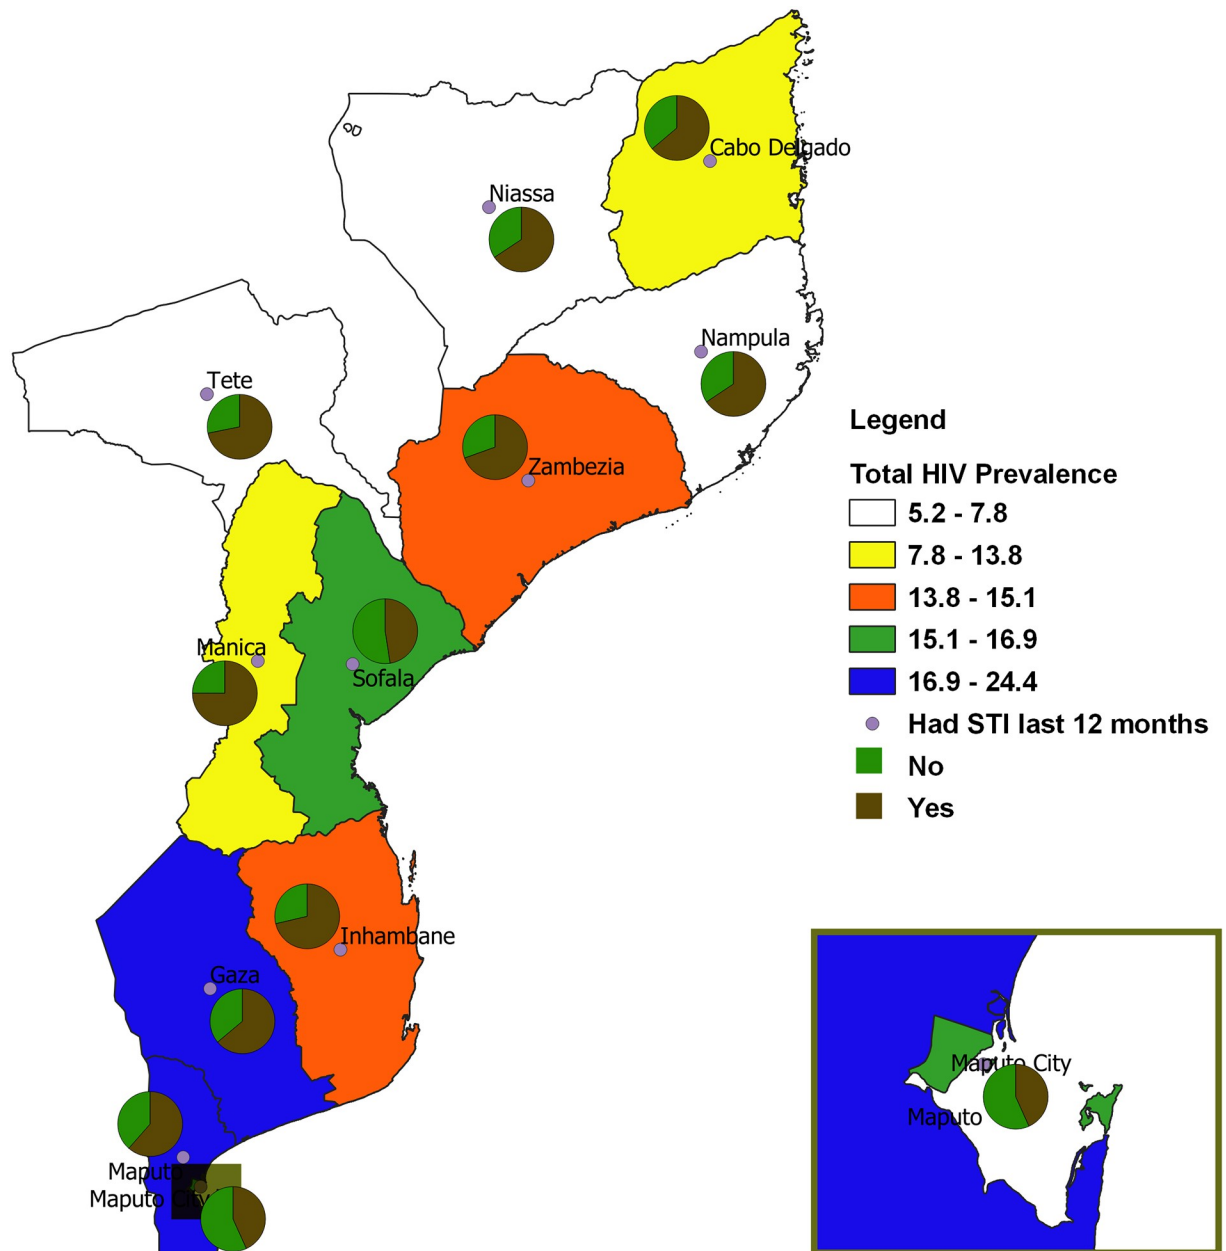 Cabo Delgado
Niassa
Nampula
Tete
Zambezia
Manica
Sofala
Inhambane
Gaza
Maputo
Maputo City
Legend
Total HIV Prevalence
5.2 - 7.8
7.8 - 13.8
13.8 - 15.1
15.1 - 16.9
16.9 - 24.4
Had STI last 12 months
No
Yes
Maputo City
Maputo